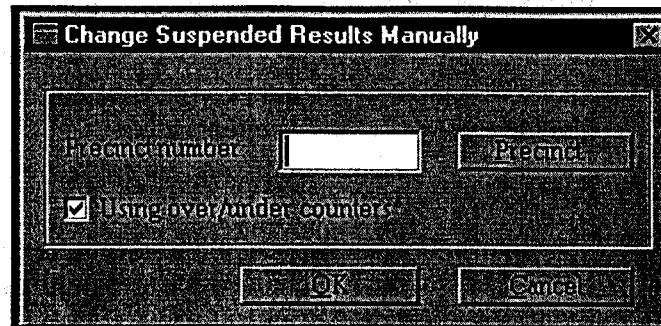 Change Suspended Results Manually
Precinct number Precinct
Using over/under counters
OK Cancel